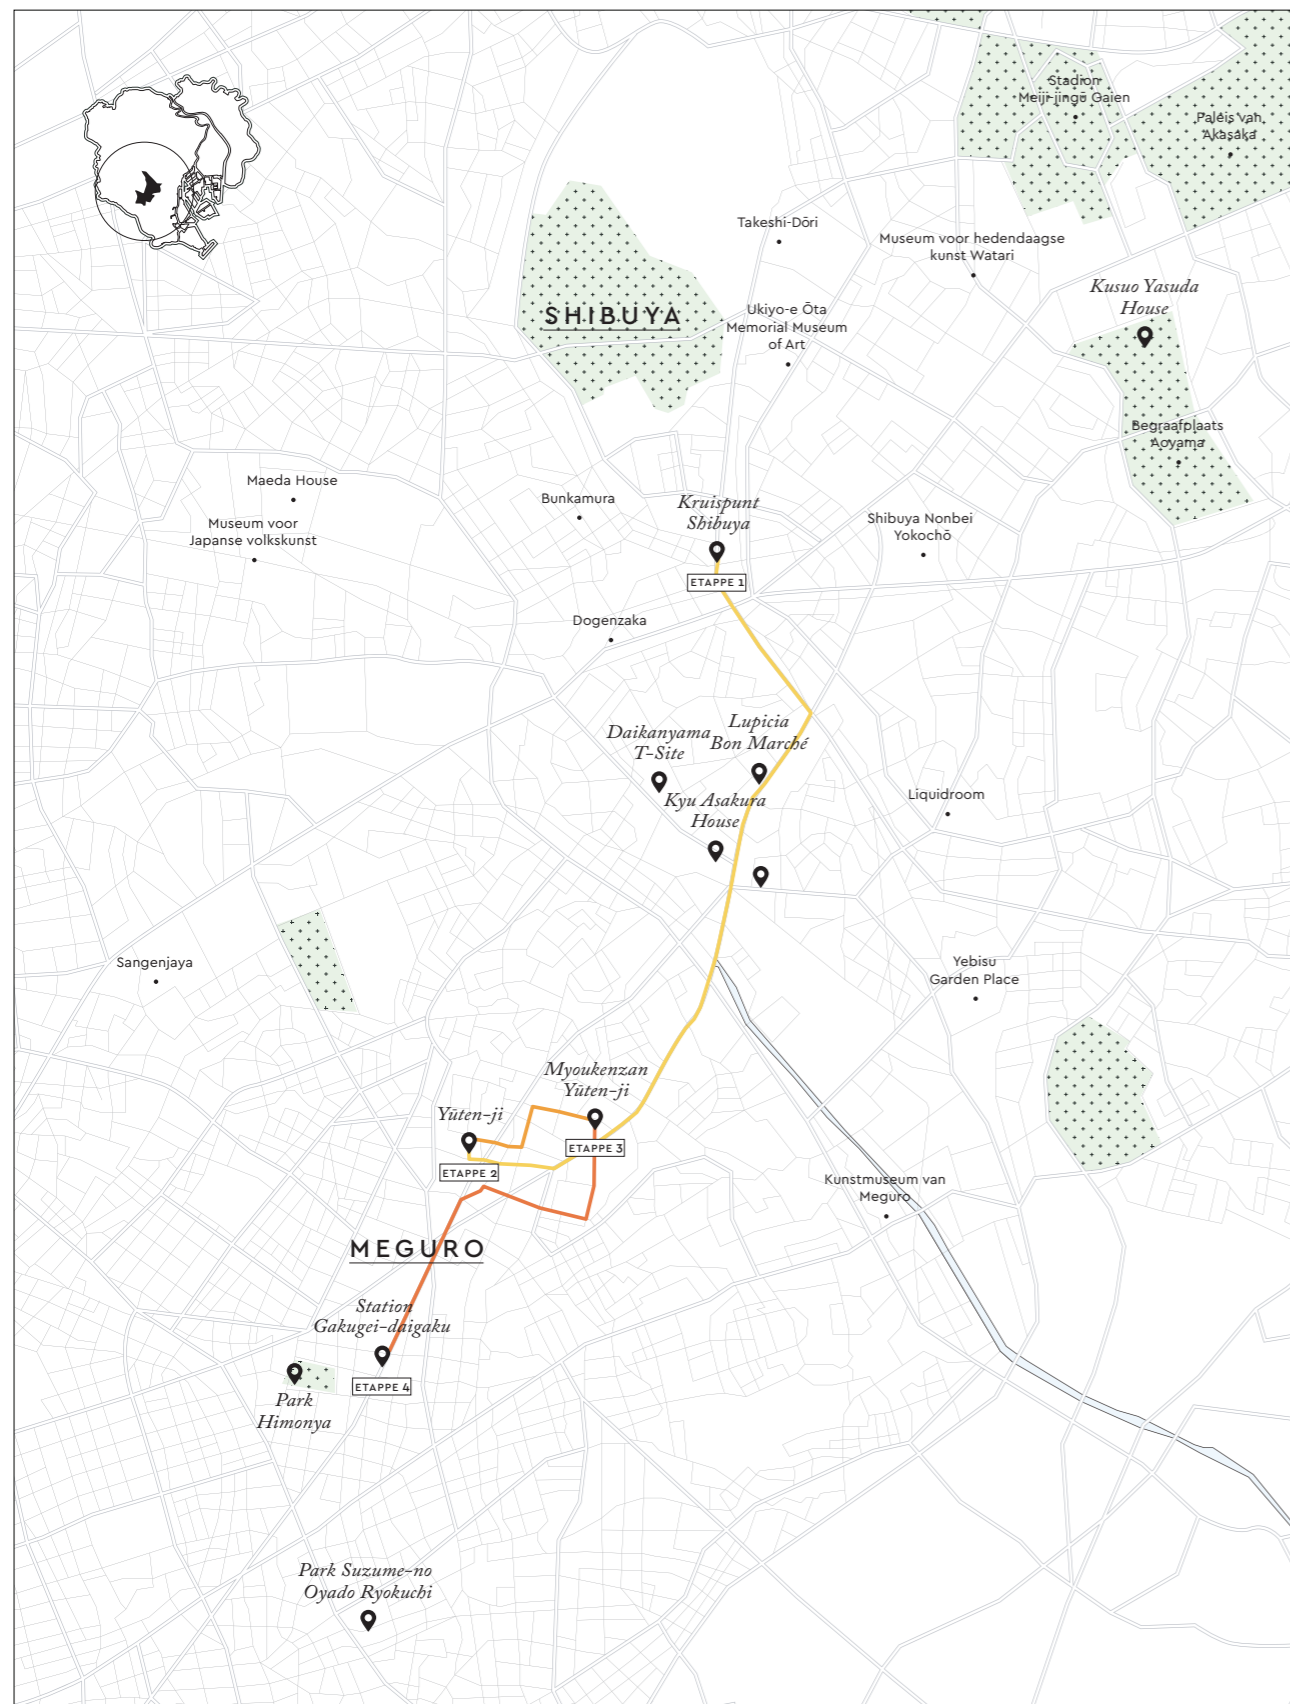 Stadion
Meiji-jingū Gaien
Paleis van
Akasaka
Takeshi-Dōri
Museum voor hedendaagse
kunst Watari
Kusuo Yasuda
House
SHIBUYA
Ukiyo-e Ōta
Memorial Museum
of Art
Begraafplaats
Aoyama
Maeda House
Bunkamura
Kruispunt
Shibuya
Museum voor
Japanse volkskunst
Shibuya Nonbei
Yokochō
ETAPPE 1
Dogenzaka
Daikanyama
T-Site
Lupicia
Bon Marché
Kyu Asakura
House
Liquidroom
Sangenjaya
Yebisu
Garden Place
Myoukenzan
Yūten-ji
Yūten-ji
ETAPPE 3
ETAPPE 2
Kunstmuseum van
Meguro
MEGURO
Station
Gakugei-daigaku
ETAPPE 4
Park
Himonya
Park Suzume-no
Oyado Ryokuchi